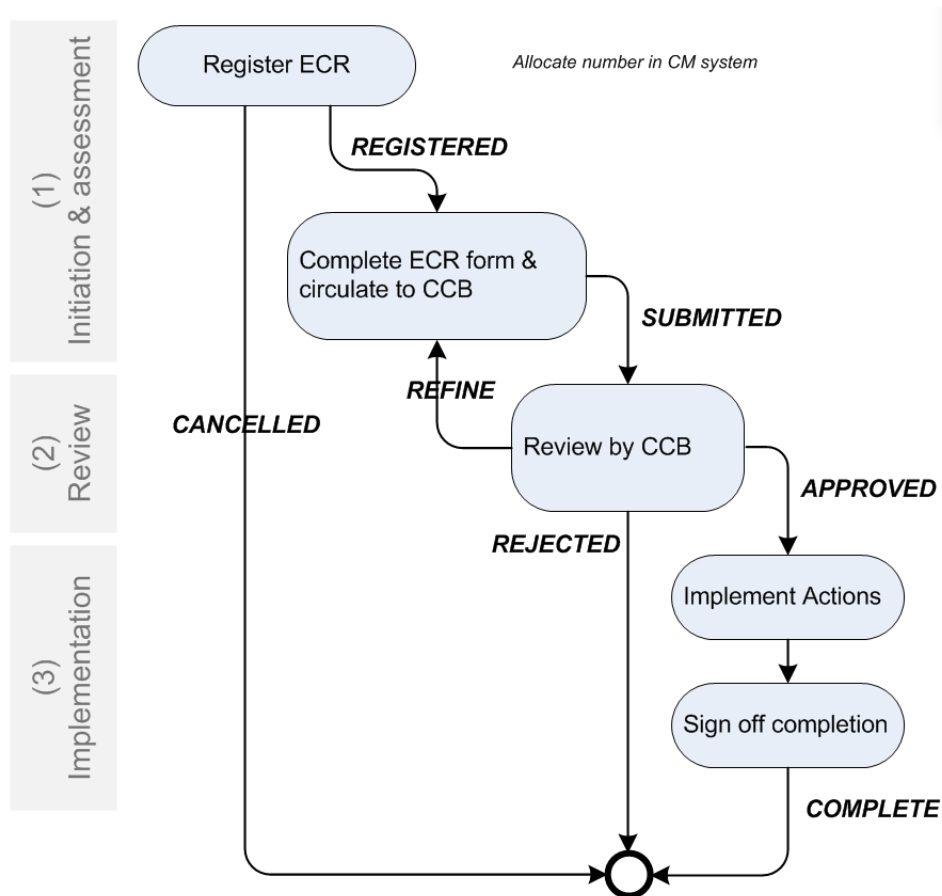 (1)
Initiation & assessment
Register ECR
Allocate number in CM system
REGISTERED
Complete ECR form &
circulate to CCB
SUBMITTED
(2)
Review
REFINE
CANCELLED
Review by CCB
APPROVED
REJECTED
(3)
Implementation
Implement Actions
Sign off completion
COMPLETE